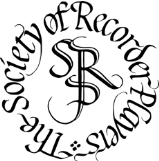 The Society of Recorder Players
SRP